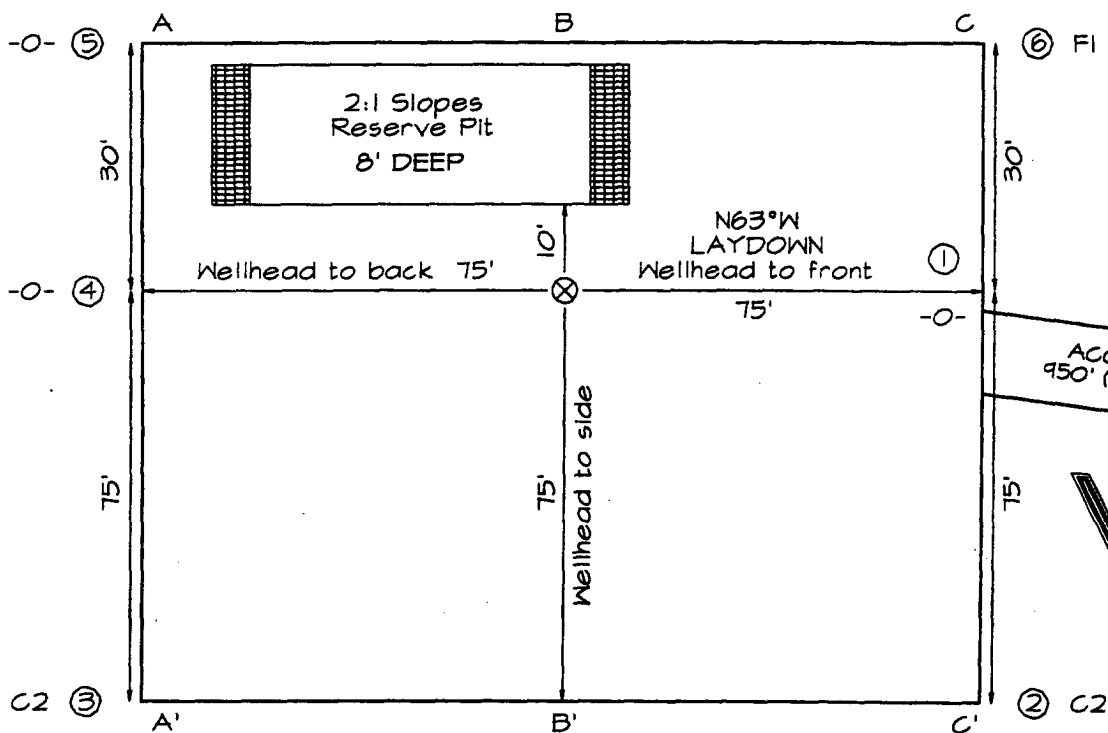 A B C
-0- ⑤ ⑥ F1
2:1 Slopes
Reserve Pit
8' DEEP
30' 30'
10'
N63°W
LAYDOWN
Wellhead to back 75' Wellhead to front ①
-0- ④
75' -0-
950'
75' 75' Wellhead to side 75'
C2 ③ ② C2
A' B' C'